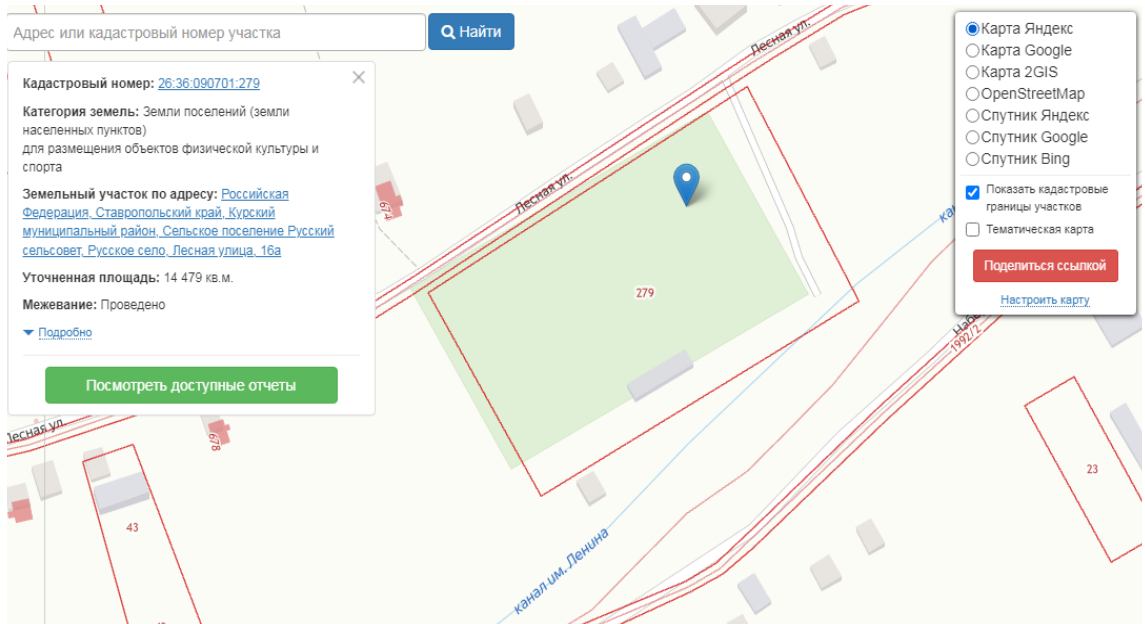 Адрес или кадастровый номер участка
Найти
Кадастровый номер: 26:36:090701:279
Категория земель: Земли поселений (земли
населенных пунктов)
для размещения объектов физической культуры и
спорта
Земельный участок по адресу: Российская
Федерация, Ставропольский край, Курский
муниципальный район, Сельское поселение Русский
сельсовет, Русское село, Лесная улица, 16а
Уточненная площадь: 14 479 кв.м.
Межевание: Проведено
Подробно
Посмотреть доступные отчеты
Карта Яндекс
Карта Google
Карта 2GIS
OpenStreetMap
Спутник Яндекс
Спутник Google
Спутник Bing
Показать кадастровые
границы участков
Тематическая карта
Поделиться ссылкой
Настроить карту
Лесная ул.
Лесная ул.
674
279
1992/2
Лесная ул.
678
43
23
канал им. Ленина